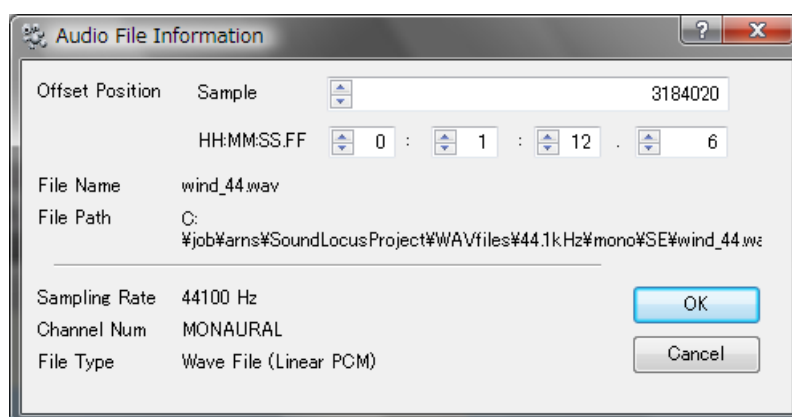 Audio File Information
Offset Position Sample 3184020
HH:MM:SS.FF 0 : 1 : 12 . 6
File Name wind_44.wav
File Path C:
¥job¥arns¥SoundLocusProject¥WAVfiles¥44.1kHz¥mono¥SE¥wind_44.wa
Sampling Rate 44100 Hz
Channel Num MONAURAL
File Type Wave File (Linear PCM)
OK
Cancel